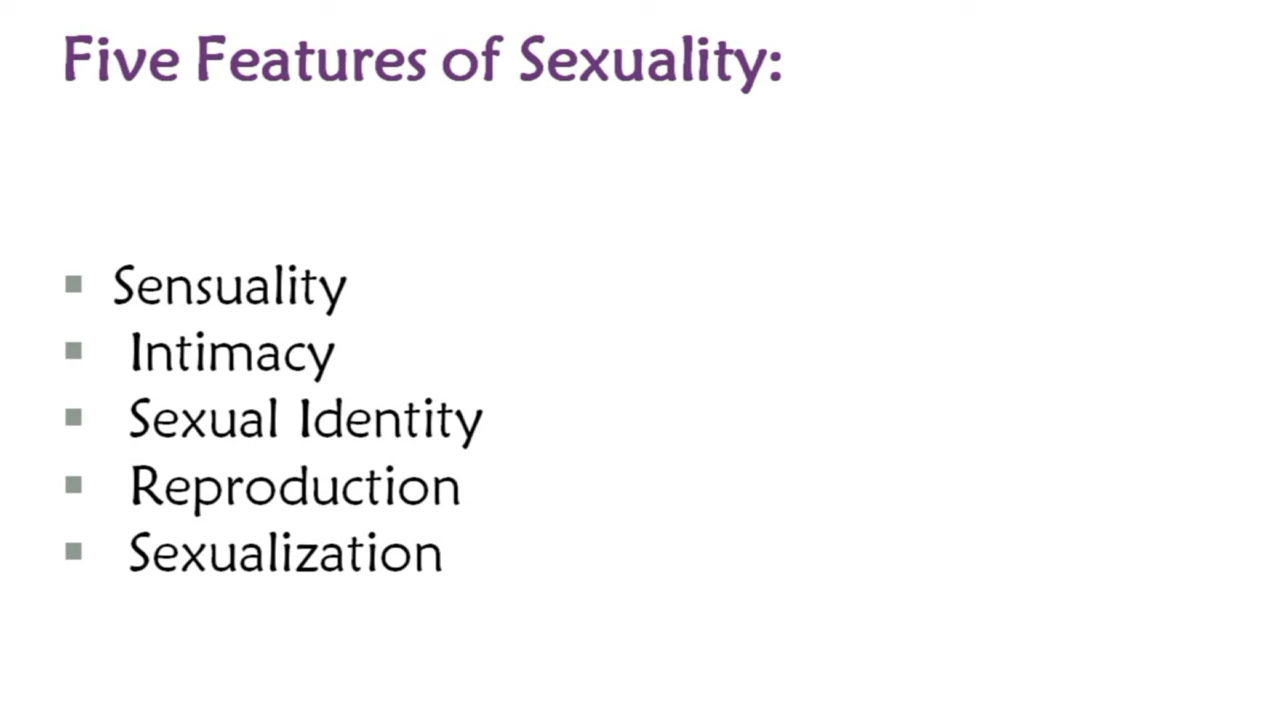 Five Features of Sexuality:
▪ Sensuality
▪ Intimacy
▪ Sexual Identity
▪ Reproduction
▪ Sexualization